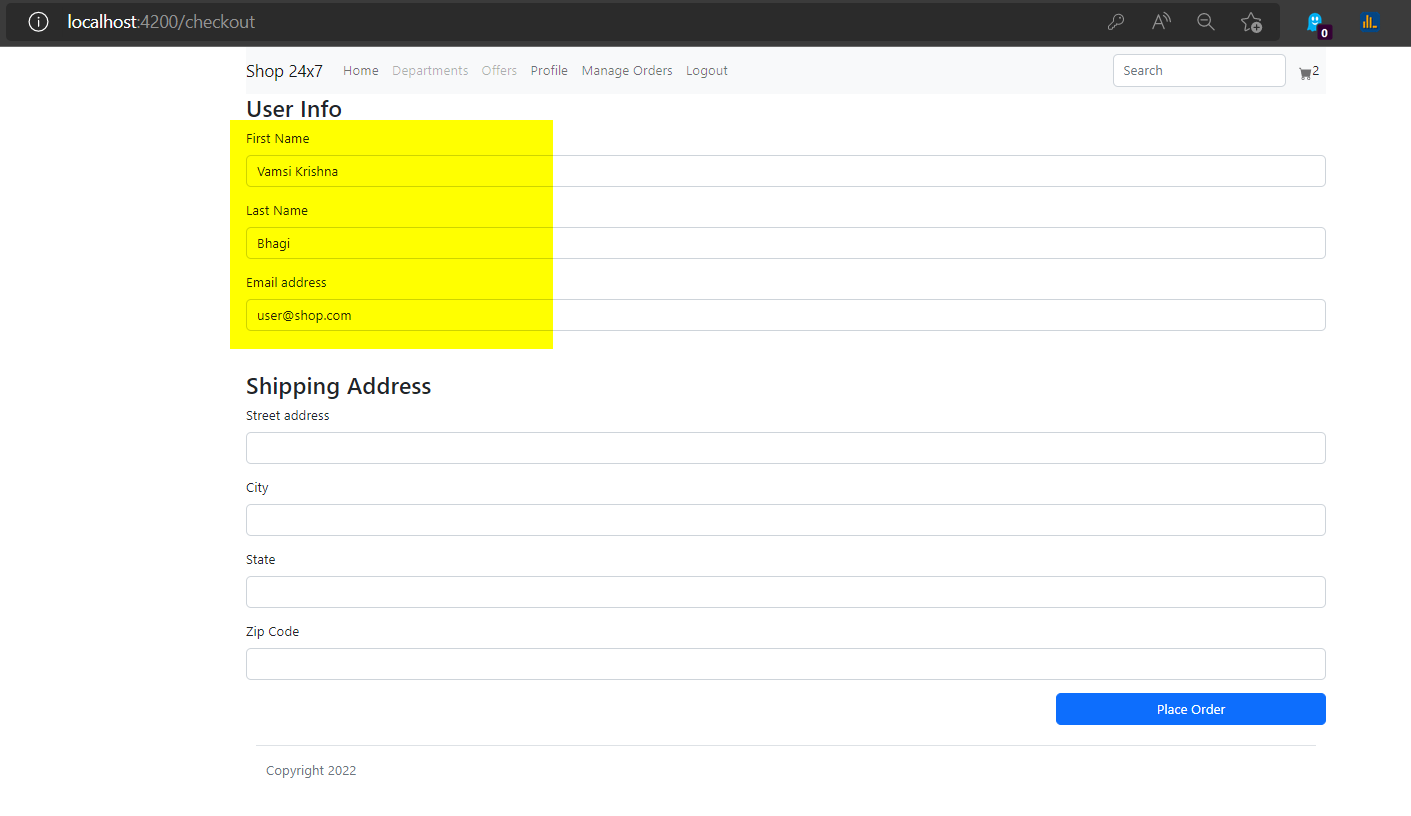 localhost:4200/checkout
0
Shop 24x7 Home Departments Offers Profile Manage Orders Logout Search 2
User Info
First Name
Vamsi Krishna
Last Name
Bhagi
Email address
user@shop.com
Shipping Address
Street address
City
State
Zip Code
Place Order
Copyright 2022